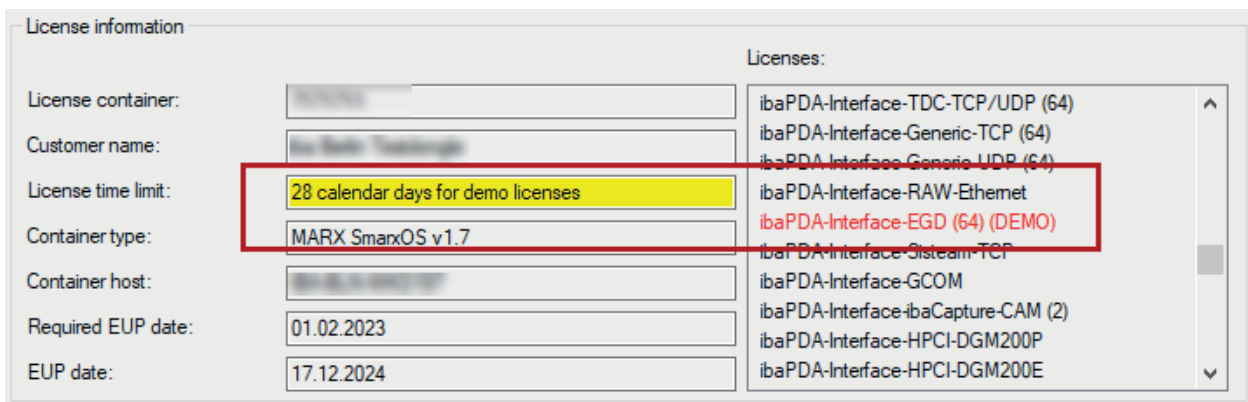 License information
Licenses:
License container:
Customer name:
License time limit:
28 calendar days for demo licenses
Container type:
MARX SmarxOS v1.7
Container host:
Required EUP date:
01.02.2023
EUP date:
17.12.2024
ibaPDA-Interface-TDC-TCP/UDP (64)
ibaPDA-Interface-Generic-TCP (64)
ibaPDA-Interface-Generic-UDP (64)
ibaPDA-Interface-RAW-Ethernet
ibaPDA-Interface-EGD (64) (DEMO)
ibaPDA-Interface-Sisteam-TCP
ibaPDA-Interface-GCOM
ibaPDA-Interface-ibaCapture-CAM (2)
ibaPDA-Interface-HPCI-DGM200P
ibaPDA-Interface-HPCI-DGM200E